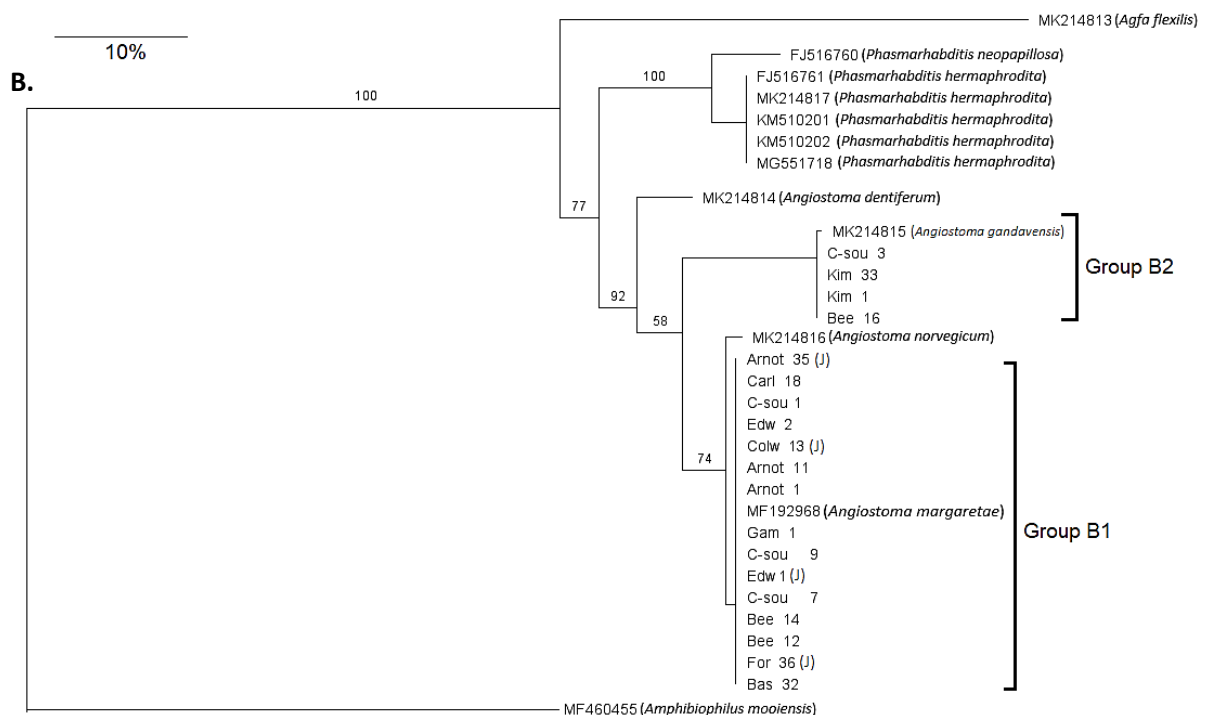 MK214813 (Agfa flexilis)
10%
B.
FJ516760 (Phasmarhabditis neopapillosa)
100
FJ516761 (Phasmarhabditis hermaphrodita)
100
MK214817 (Phasmarhabditis hermaphrodita)
KM510201 (Phasmarhabditis hermaphrodita)
KM510202 (Phasmarhabditis hermaphrodita)
MG551718 (Phasmarhabditis hermaphrodita)
77
MK214814 (Angiostoma dentiferum)
MK214815 (Angiostoma gandavensis)
C-sou 3
Kim 33
Group B2
Kim 1
92
Bee 16
58
MK214816 (Angiostoma norvegicum)
Arnot 35 (J)
Carl 18
C-sou 1
Edw 2
Colw 13 (J)
74
Arnot 11
Arnot 1
MF192968 (Angiostoma margaretae)
Group B1
Gam 1
C-sou 9
Edw 1 (J)
C-sou 7
Bee 14
Bee 12
For 36 (J)
Bas 32
MF460455 (Amphibiophilus mooiensis)